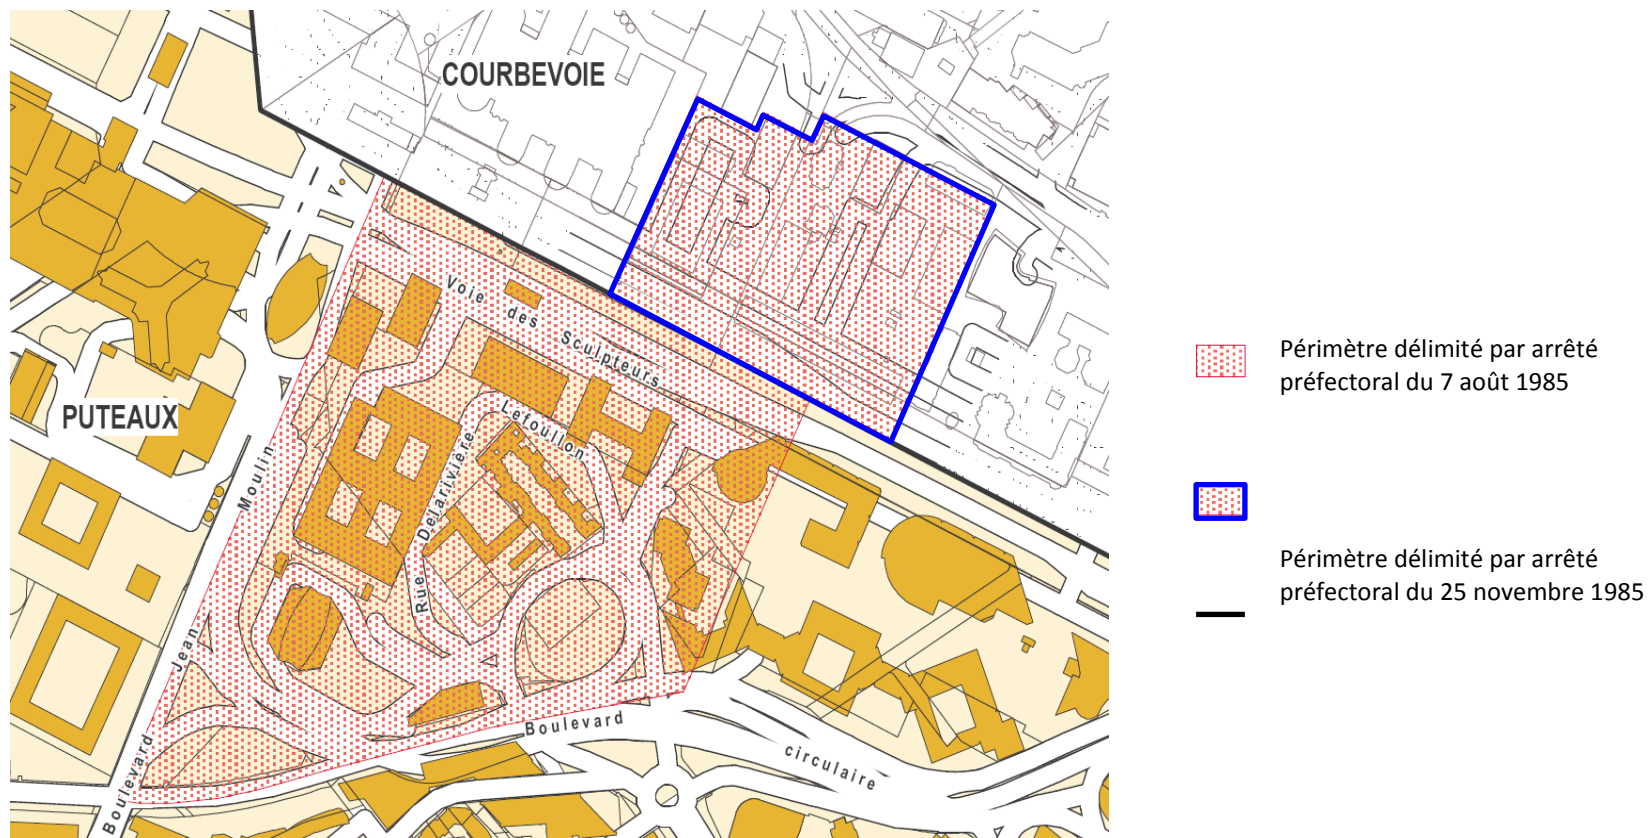 COURBEVOIE
PUTEAUX
Voie des Sculpteurs
Lefoullon
Rue Delarivière
Boulevard Jean Moulin
Boulevard circulaire
Périmètre délimité par arrêté
préfectoral du 7 août 1985
Périmètre délimité par arrêté
préfectoral du 25 novembre 1985